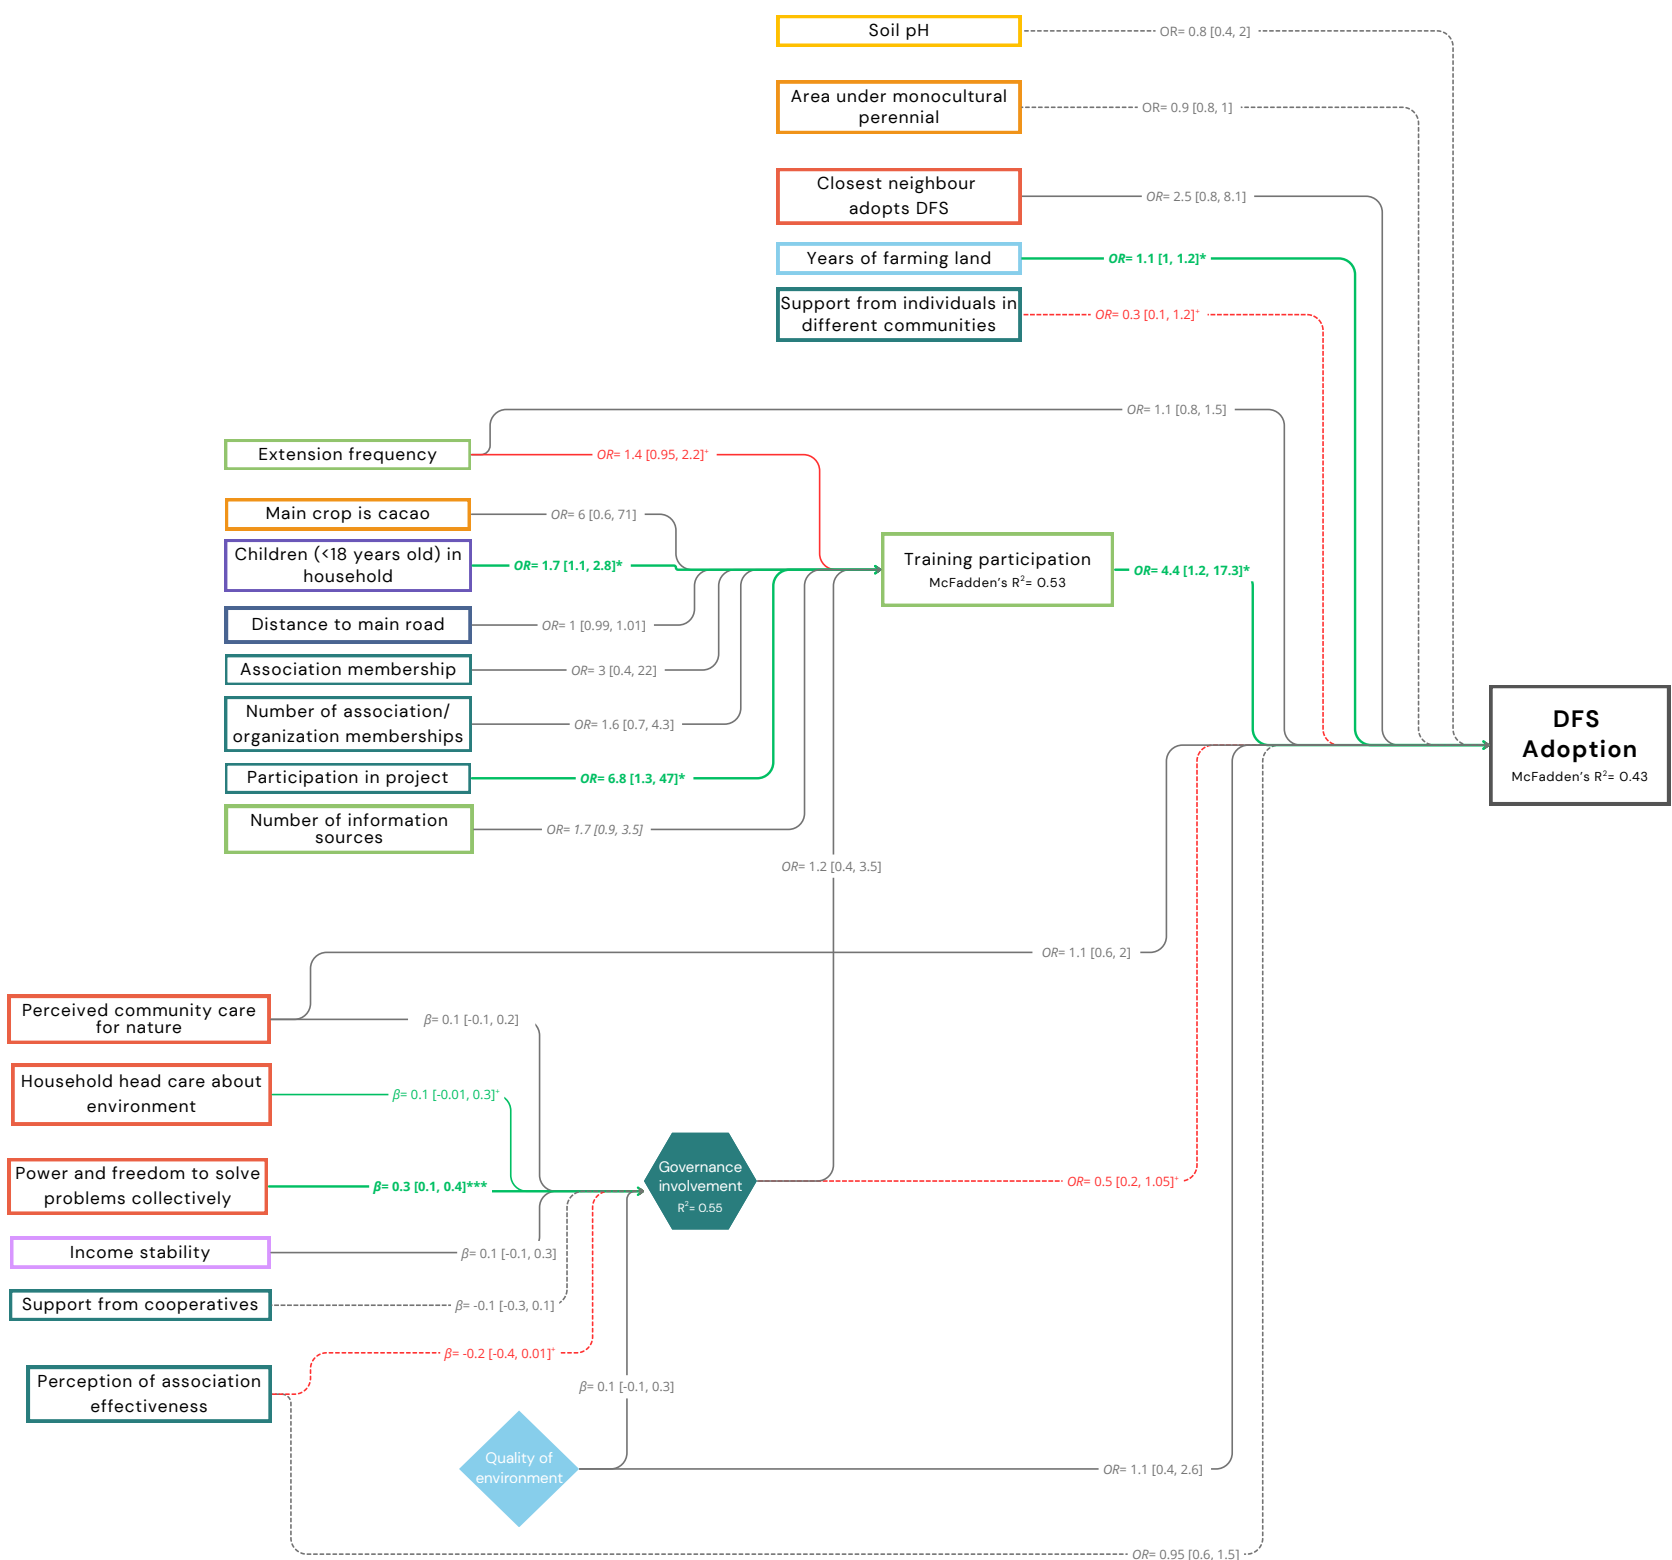 Soil pH
OR= 0.8 [0.4, 2]
Area under monocultural
perennial
OR= 0.9 [0.8, 1]
Closest neighbour
adopts DFS
OR= 2.5 [0.8, 8.1]
Years of farming land
OR= 1.1 [1, 1.2]*
Support from individuals in
different communities
OR= 0.3 [0.1, 1.2]⁺
OR= 1.1 [0.8, 1.5]
Extension frequency
OR= 1.4 [0.95, 2.2]⁺
Main crop is cacao
OR= 6 [0.6, 71]
Children (<18 years old) in
household
OR= 1.7 [1.1, 2.8]*
Distance to main road
OR= 1 [0.99, 1.01]
Association membership
OR= 3 [0.4, 22]
Number of association/
organization memberships
OR= 1.6 [0.7, 4.3]
Participation in project
OR= 6.8 [1.3, 47]*
Number of information
sources
OR= 1.7 [0.9, 3.5]
Training participation
McFadden's R²= 0.53
OR= 4.4 [1.2, 17.3]*
DFS
Adoption
McFadden's R²= 0.43
OR= 1.2 [0.4, 3.5]
OR= 1.1 [0.6, 2]
Perceived community care
for nature
β= 0.1 [-0.1, 0.2]
Household head care about
environment
β= 0.1 [-0.01, 0.3]⁺
Power and freedom to solve
problems collectively
β= 0.3 [0.1, 0.4]***
Governance
involvement
R²= 0.55
OR= 0.5 [0.2, 1.05]⁺
Income stability
β= 0.1 [-0.1, 0.3]
Support from cooperatives
β= -0.1 [-0.3, 0.1]
β= -0.2 [-0.4, 0.01]⁺
Perception of association
effectiveness
β= 0.1 [-0.1, 0.3]
Quality of
environment
OR= 1.1 [0.4, 2.6]
OR= 0.95 [0.6, 1.5]